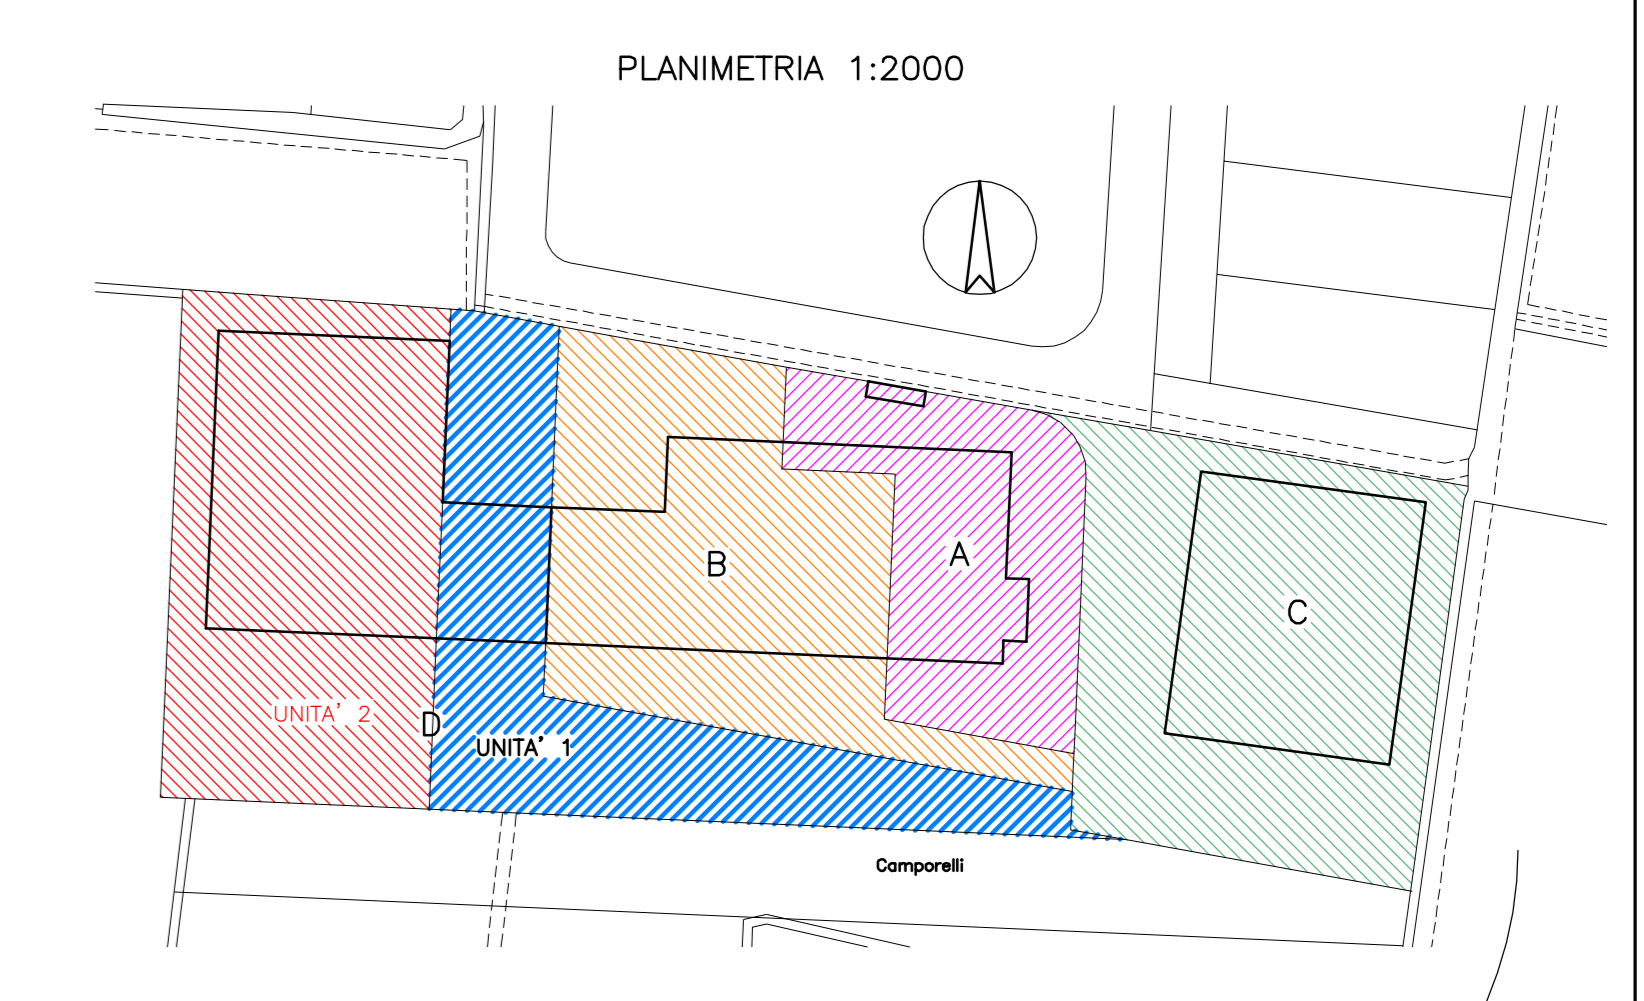 PLANIMETRIA 1:2000
A
B
C
UNITA' 2
D
UNITA' 1
Camporelli